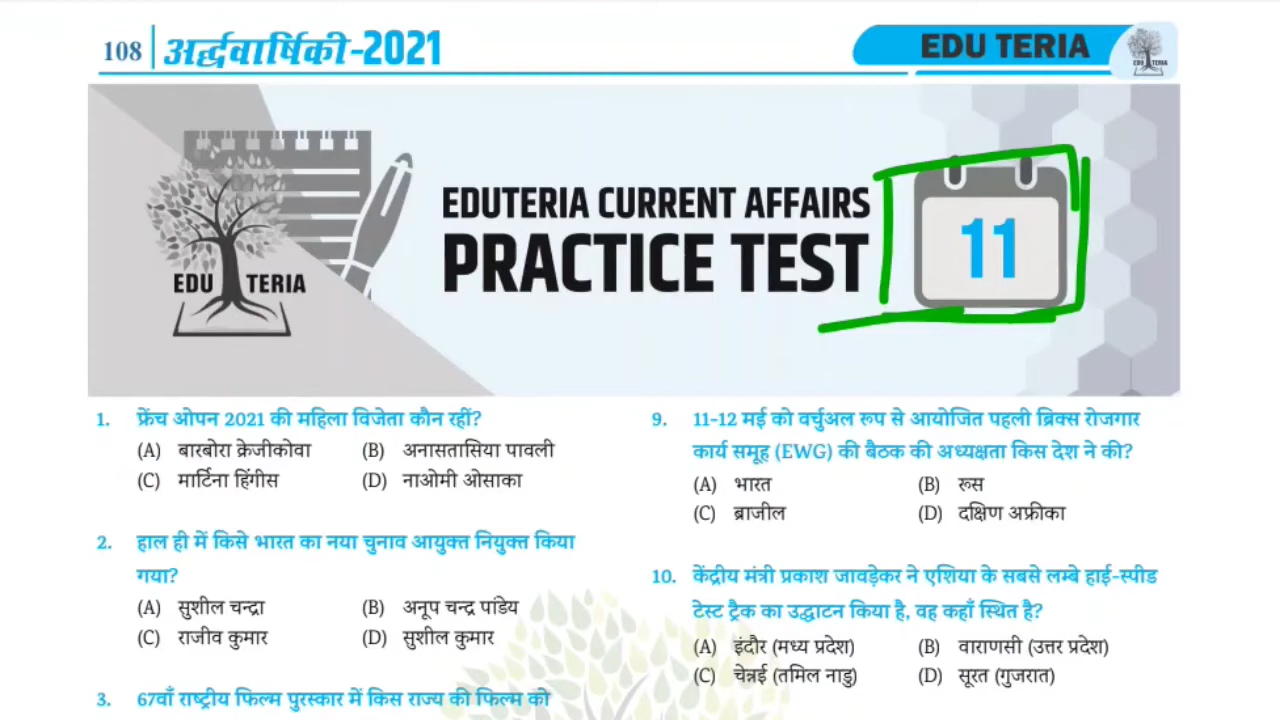 108 अर्द्धवार्षिकी-2021
EDU TERIA
EDU TERIA
EDUTERIA CURRENT AFFAIRS
PRACTICE TEST
11
EDU TERIA
1. फ्रेंच ओपन 2021 की महिला विजेता कौन रहीं?
(A) बारबोरा क्रेजीकोवा (B) अनासतासिया पावली
(C) मार्टिना हिंगीस (D) नाओमी ओसाका
2. हाल ही में किसे भारत का नया चुनाव आयुक्त नियुक्त किया
गया?
(A) सुशील चन्द्रा (B) अनूप चन्द्र पांडेय
(C) राजीव कुमार (D) सुशील कुमार
3. 67वाँ राष्ट्रीय फिल्म पुरस्कार में किस राज्य की फिल्म को
9. 11-12 मई को वर्चुअल रूप से आयोजित पहली ब्रिक्स रोजगार
कार्य समूह (EWG) की बैठक की अध्यक्षता किस देश ने की?
(A) भारत (B) रूस
(C) ब्राजील (D) दक्षिण अफ्रीका
10. केंद्रीय मंत्री प्रकाश जावड़ेकर ने एशिया के सबसे लम्बे हाई-स्पीड
टेस्ट ट्रैक का उद्घाटन किया है, वह कहाँ स्थित है?
(A) इंदौर (मध्य प्रदेश) (B) वाराणसी (उत्तर प्रदेश)
(C) चेन्नई (तमिल नाडु) (D) सूरत (गुजरात)